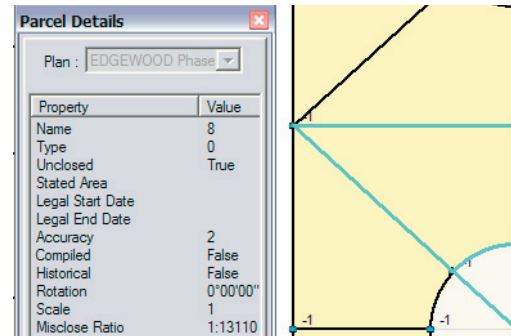 Parcel Details
Plan : EDGEWOOD Phase
Property Value
Name 8
Type 0
Unclosed True
Stated Area
Legal Start Date
Legal End Date
Accuracy 2
Compiled False
Historical False
Rotation 0°00'00"
Scale 1
Misclose Ratio 1:13110
-1
-1
-1
-1